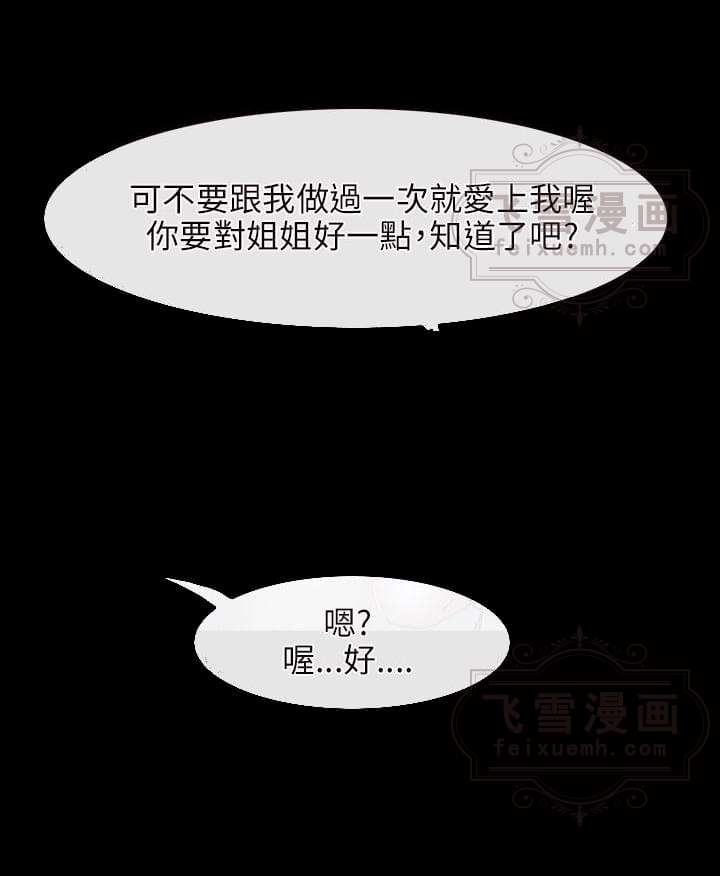 可不要跟我做過一次就愛上我喔
你要對姐姐好一點,知道了吧?
飞雪漫画
feixuemh.com
嗯?
喔...好....
飞雪漫画
feixuemh.com